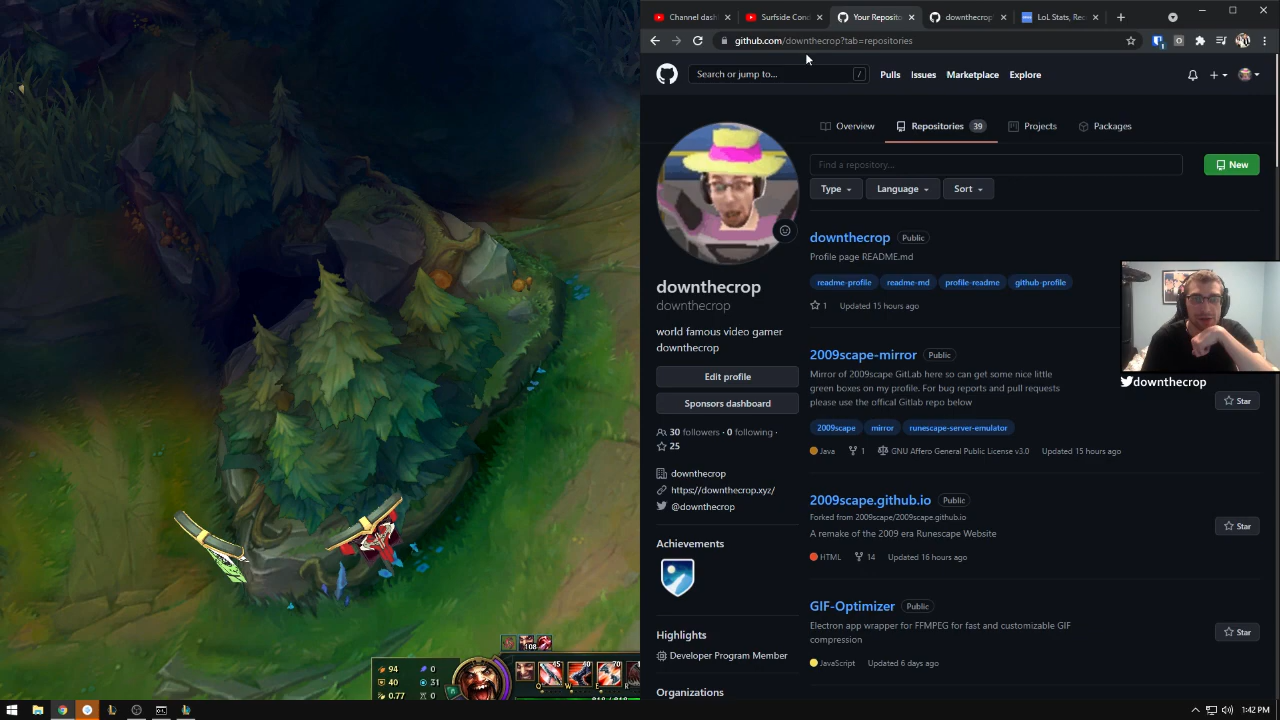 Channel dash
Surfside Cond
Your Reposito
downthecrop
LoL Stats, Rec
github.com/downthecrop?tab=repositories
Search or jump to...
/
Pulls
Issues
Marketplace
Explore
Overview
Repositories 39
Projects
Packages
Find a repository...
New
Type
Language
Sort
downthecrop
downthecrop
world famous video gamer
downthecrop
Edit profile
Sponsors dashboard
30 followers · 0 following ·
25
downthecrop
https://downthecrop.xyz/
@downthecrop
Achievements
Highlights
Developer Program Member
Organizations
downthecrop Public
Profile page README.md
readme-profile readme-md profile-readme github-profile
1 Updated 15 hours ago
2009scape-mirror Public
Mirror of 2009scape GitLab here so can get some nice little
green boxes on my profile. For bug reports and pull requests
please use the offical Gitlab repo below
Star
2009scape mirror runescape-server-emulator
Java 1 GNU Affero General Public License v3.0 Updated 15 hours ago
downthecrop
2009scape.github.io Public
Forked from 2009scape/2009scape.github.io
Star
A remake of the 2009 era Runescape Website
HTML 14 Updated 16 hours ago
GIF-Optimizer Public
Electron app wrapper for FFMPEG for fast and customizable GIF
compression
Star
JavaScript Updated 6 days ago
108
94 0
40 31
0.77 0
45 40 70
Q W E R
1:42 PM